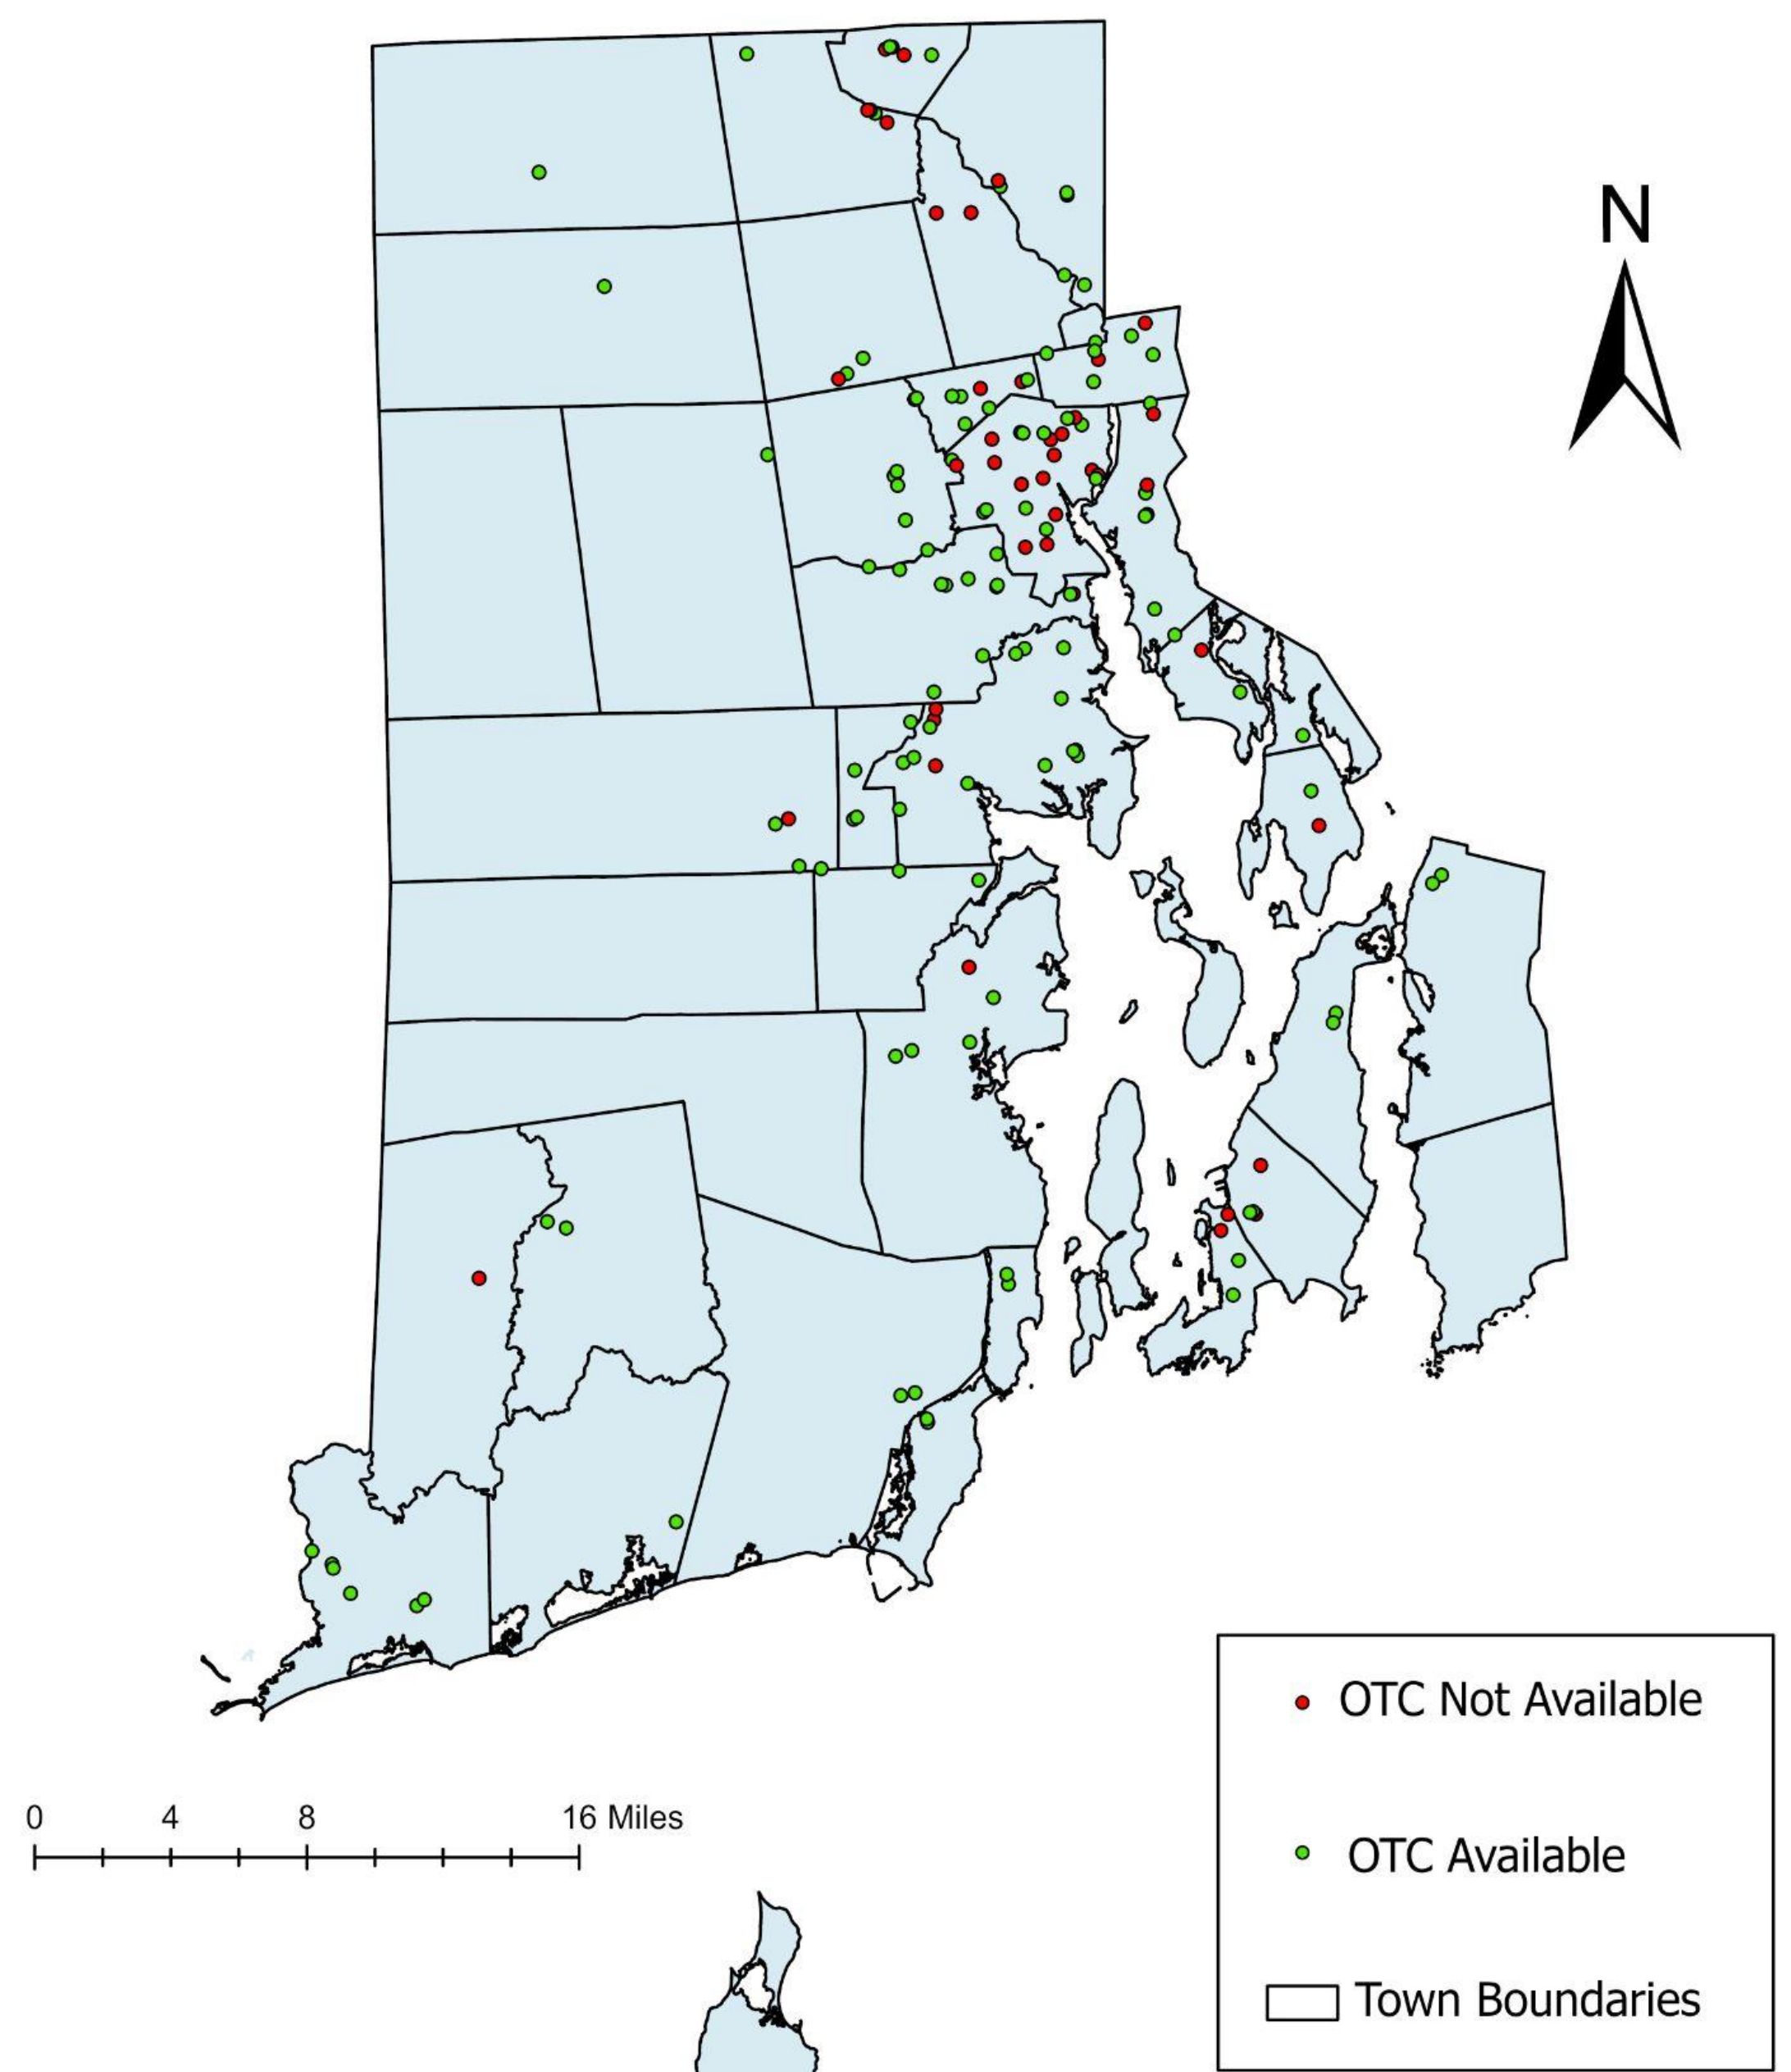 N
OTC Not Available
OTC Available
Town Boundaries
0 4 8 16 Miles